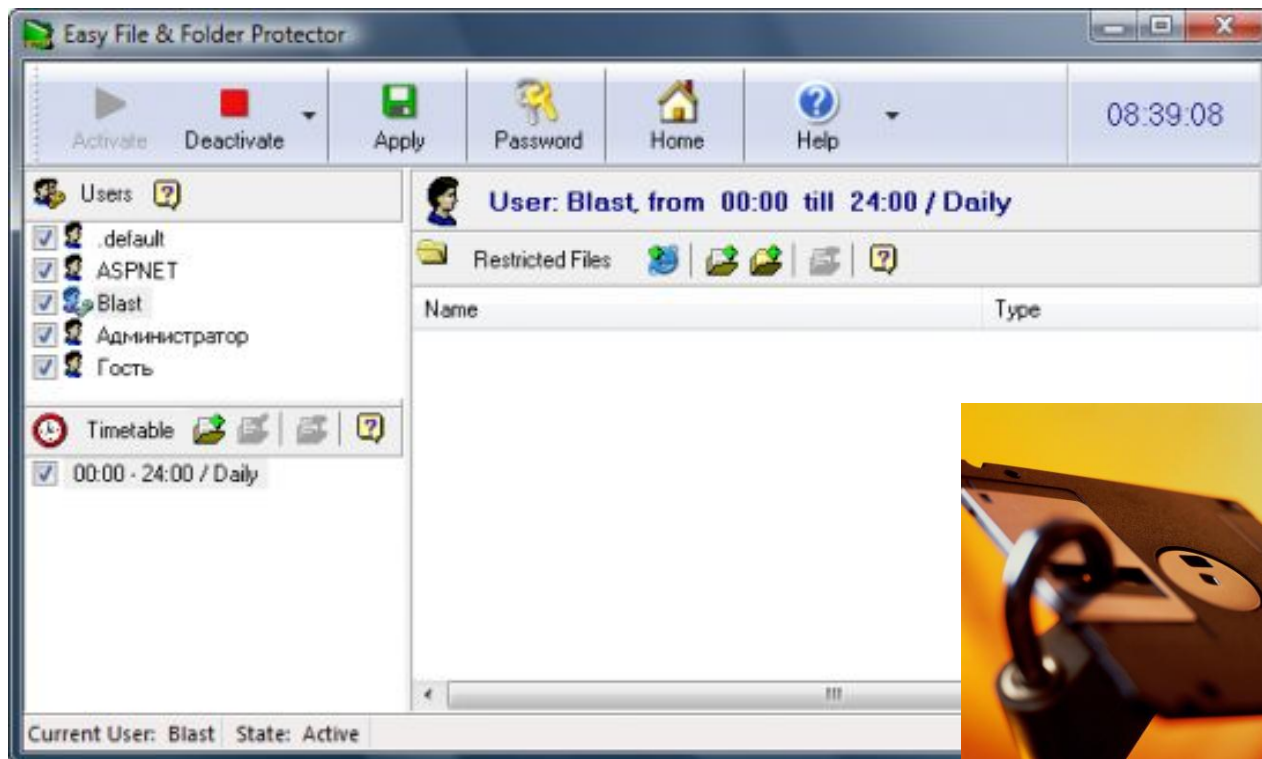 Easy File & Folder Protector
Activate Deactivate Apply Password Home Help 08:39:08
Users
.default
ASPNET
Blast
Администратор
Гость
Timetable
00:00 - 24:00 / Daily
User: Blast, from 00:00 till 24:00 / Daily
Restricted Files
Name Type
Current User: Blast State: Active